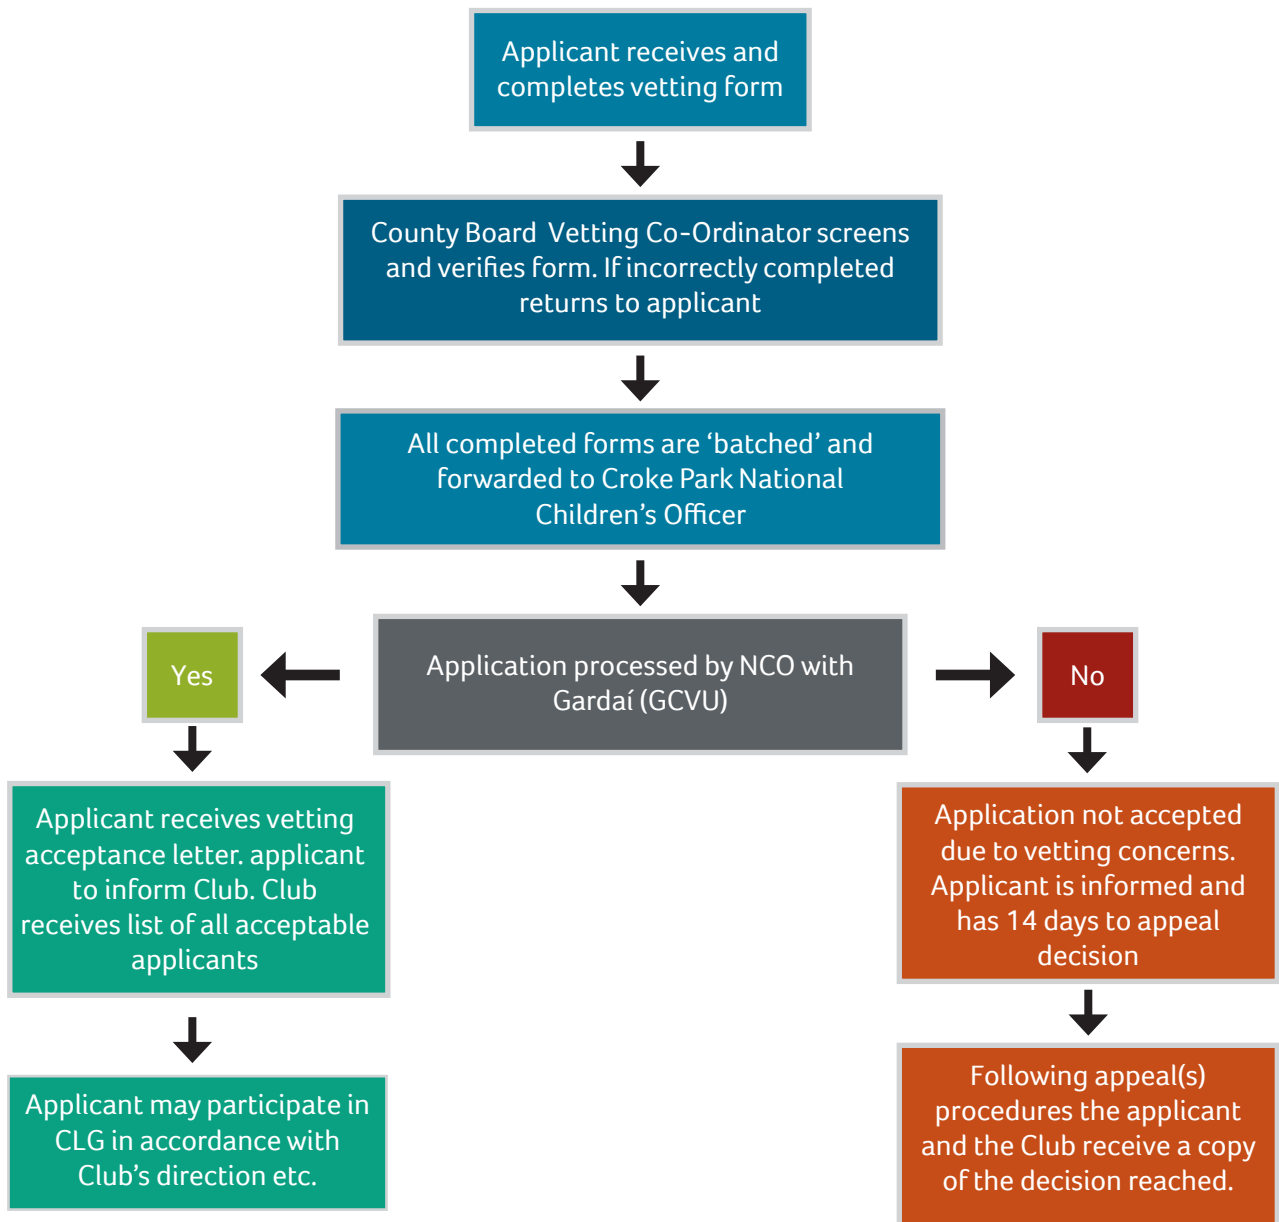 Applicant receives and
completes vetting form
County Board  Vetting Co-Ordinator screens
and verifies form. If incorrectly completed
returns to applicant
All completed forms are ‘batched’ and
forwarded to Croke Park National
Children’s Officer
Application processed by NCO with
Gardaí (GCVU)
Yes
No
Applicant receives vetting
acceptance letter. applicant
to inform Club. Club
receives list of all acceptable
applicants
Application not accepted
due to vetting concerns.
Applicant is informed and
has 14 days to appeal
decision
Applicant may participate in
CLG in accordance with
Club’s direction etc.
Following appeal(s)
procedures the applicant
and the Club receive a copy
of the decision reached.